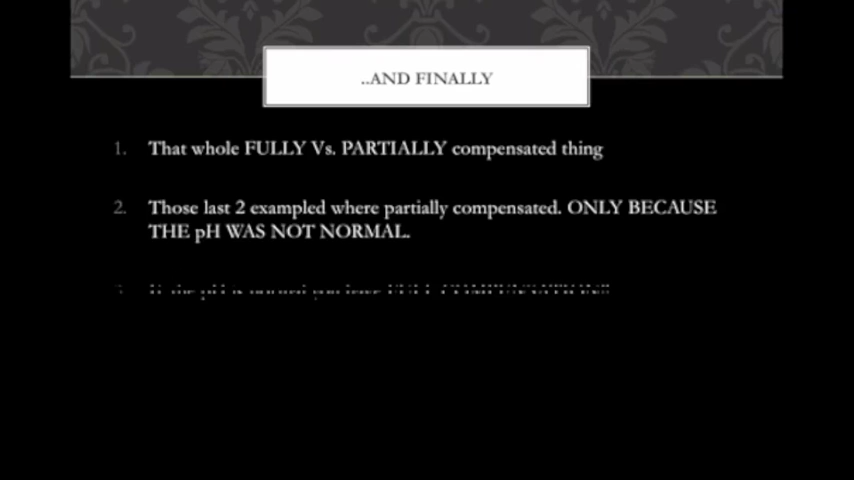 ..AND FINALLY
1. That whole FULLY Vs. PARTIALLY compensated thing
2. Those last 2 exampled where partially compensated. ONLY BECAUSE
THE pH WAS NOT NORMAL.